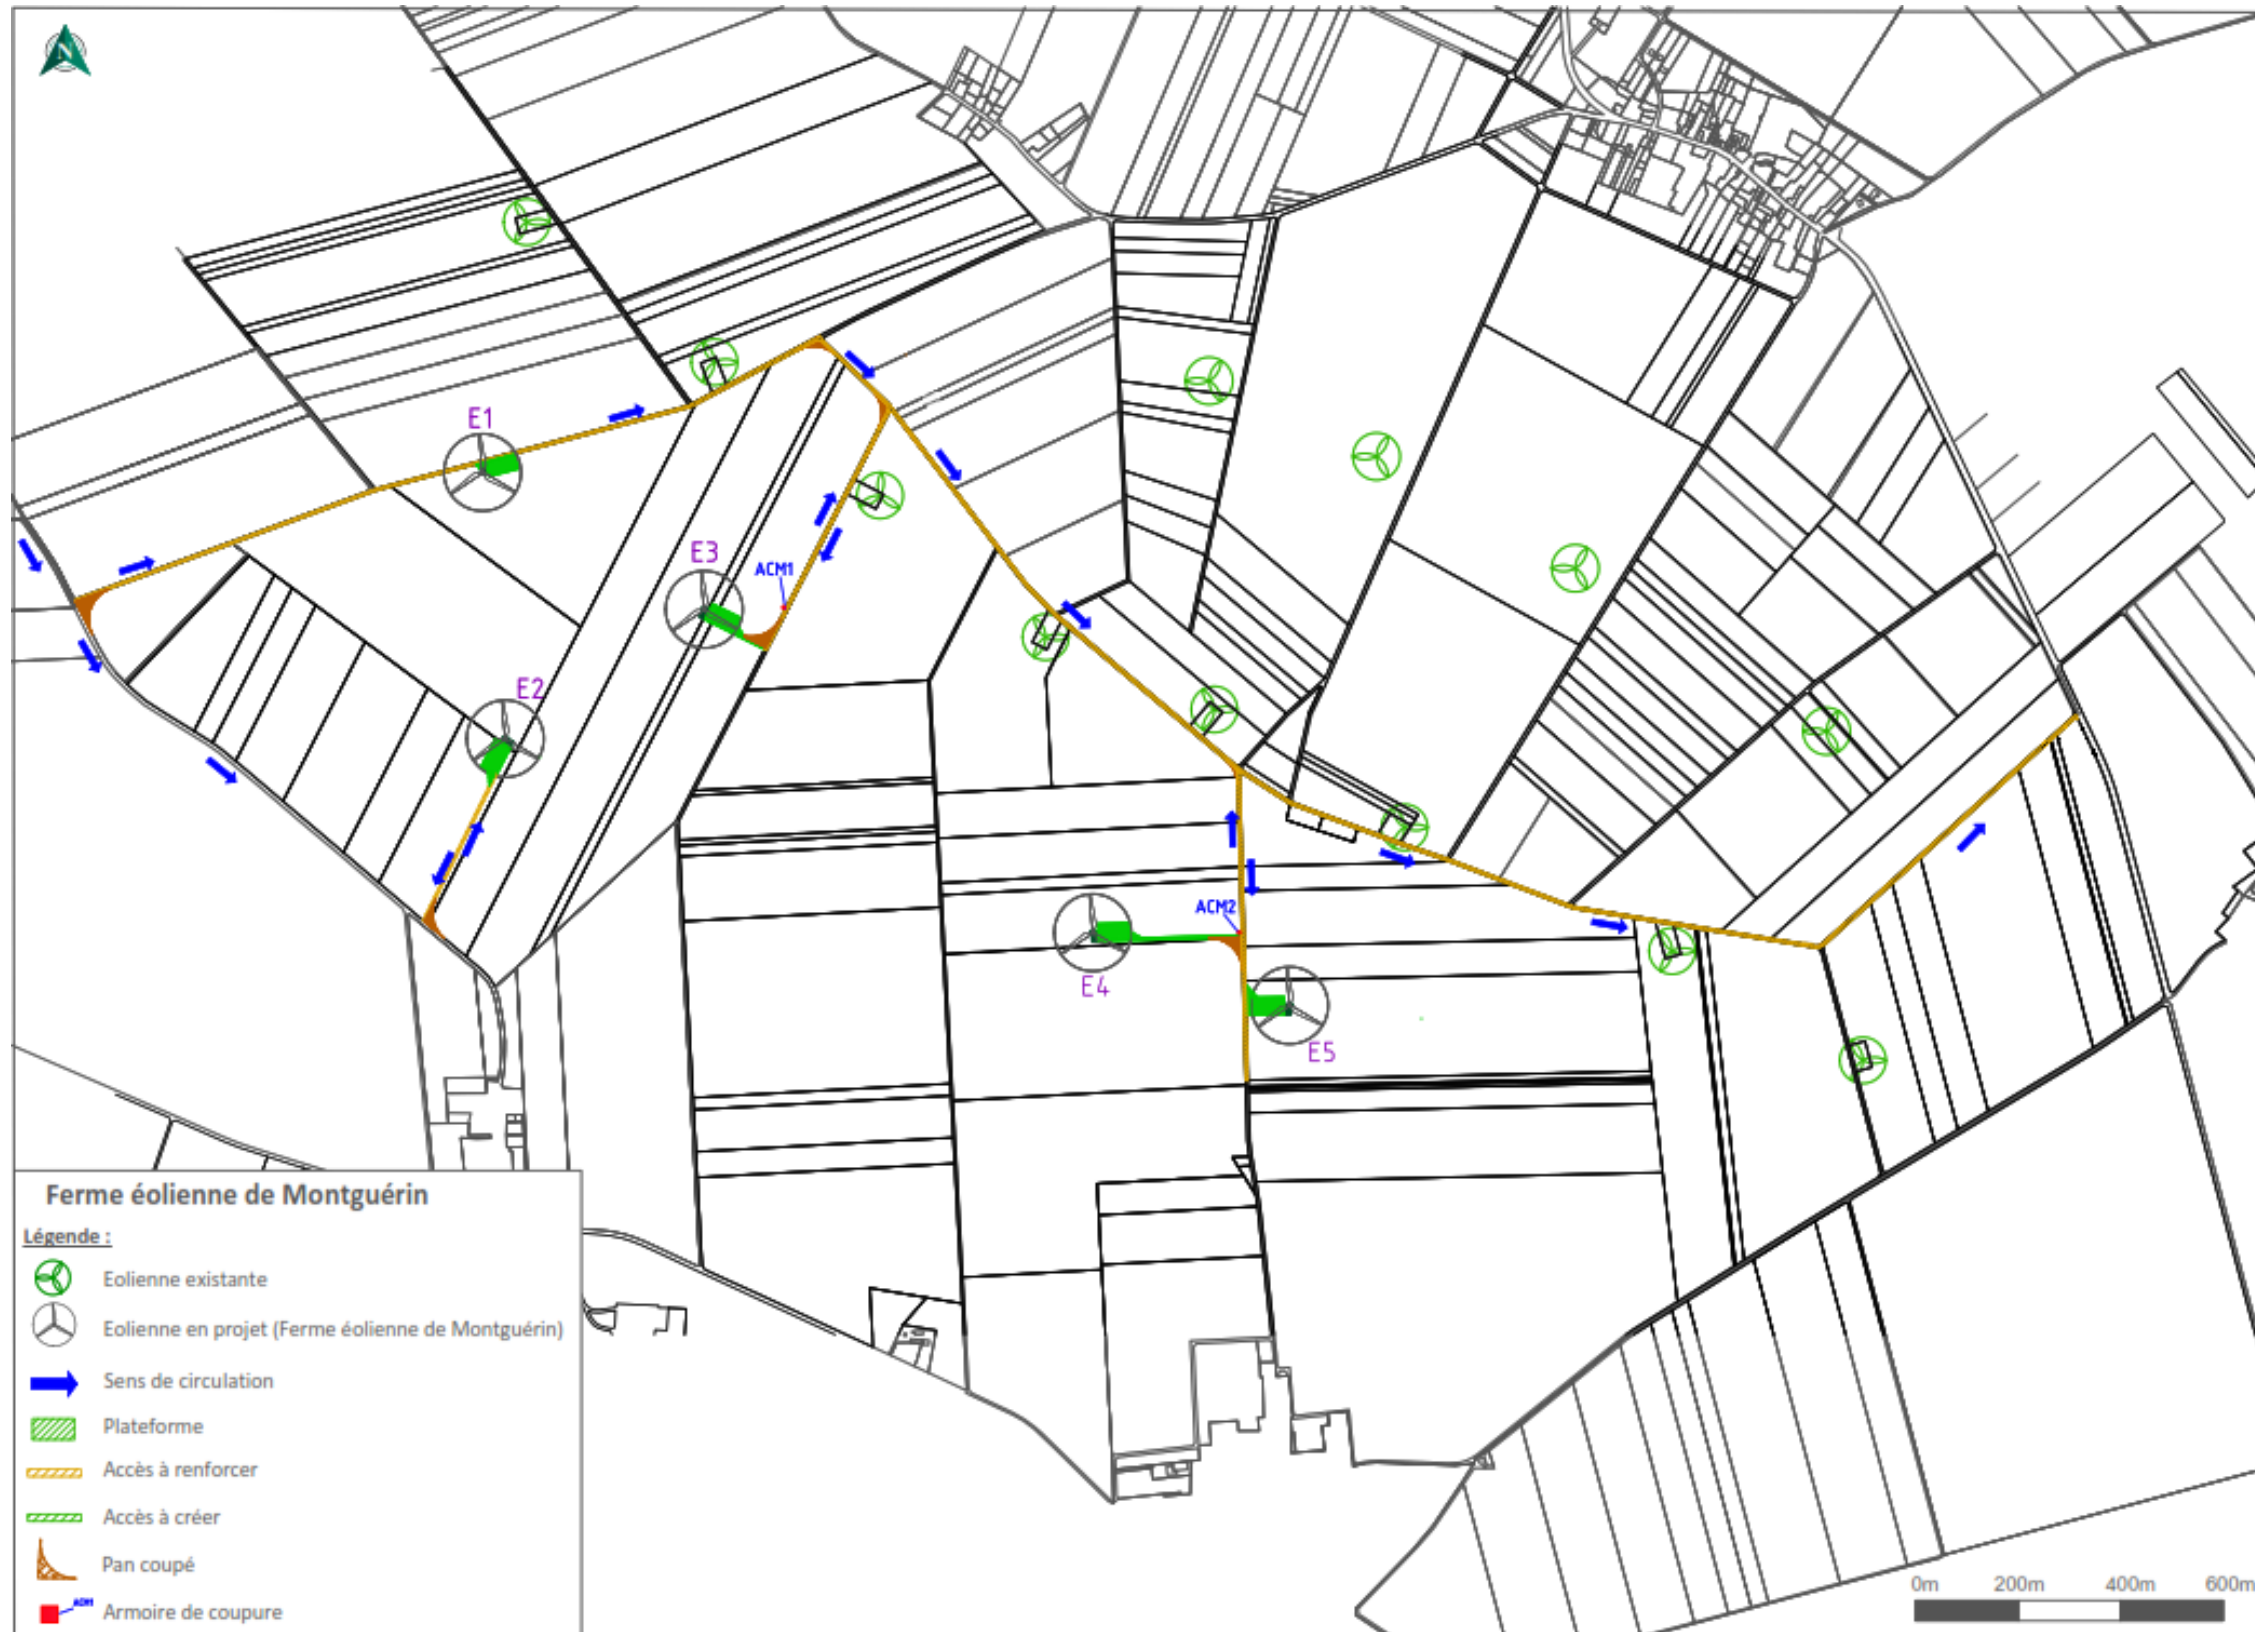 N
E1
E3
ACM1
E2
ACM2
E4
E5
Ferme éolienne de Montguérin
Légende :
Eolienne existante
Eolienne en projet (Ferme éolienne de Montguérin)
Sens de circulation
Plateforme
Accès à renforcer
Accès à créer
Pan coupé
ACM
Armoire de coupure
0m 200m 400m 600m